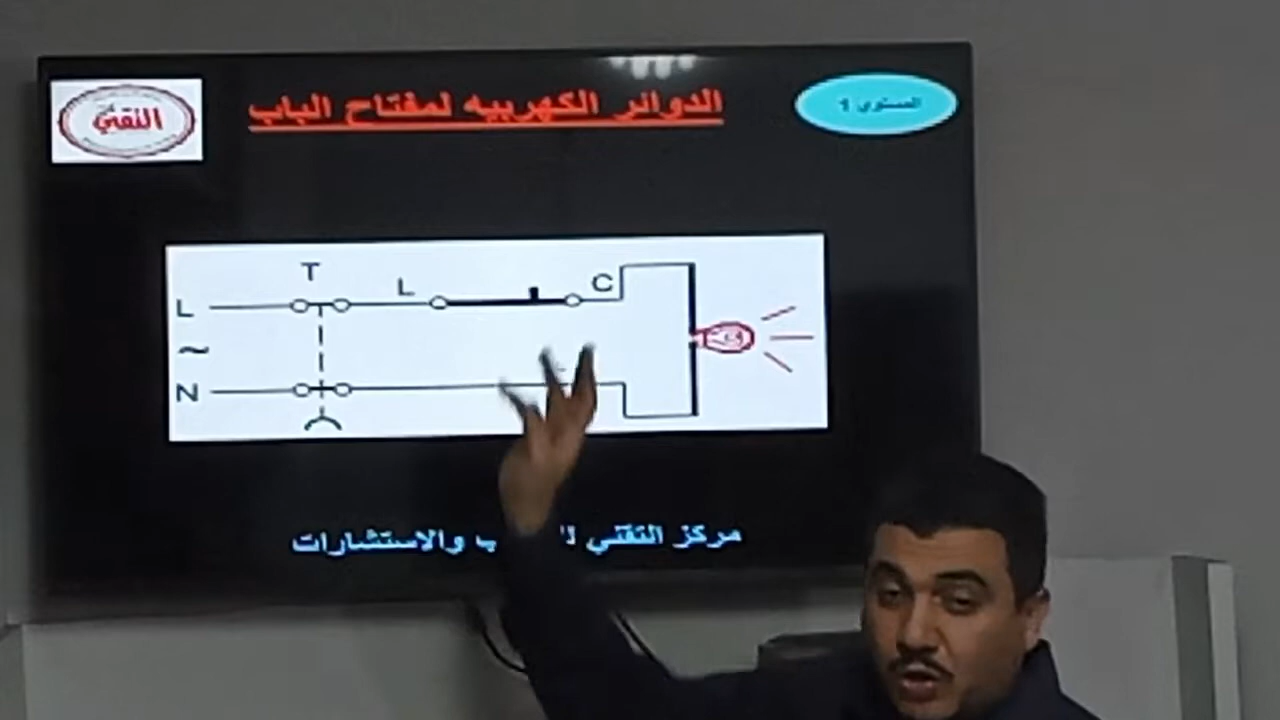 المستوى 1
الدوائر الكهربيه لمفتاح الباب
التقني
T
L C
L
~
N
مركز التقني والاستشارات